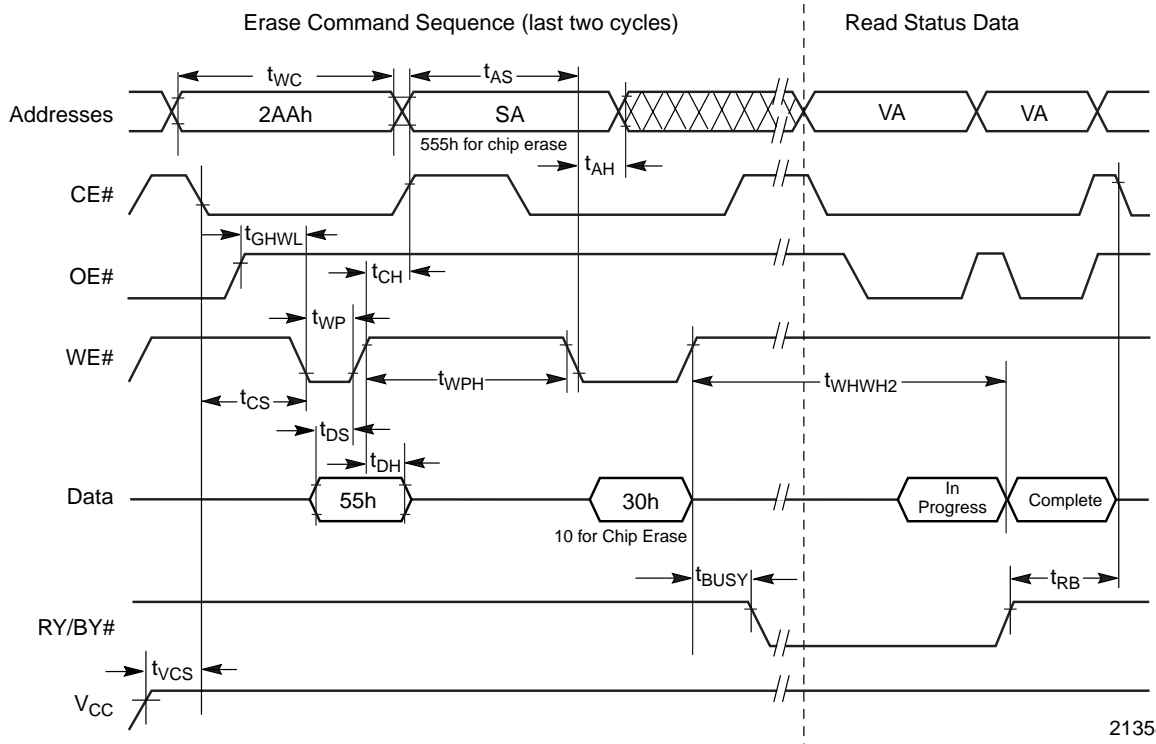 Erase Command Sequence (last two cycles)
Read Status Data
tWC
tAS
Addresses
2AAh
SA
VA
VA
555h for chip erase
tAH
CE#
tGHWL
OE#
tCH
tWP
WE#
tWPH
tWHWH2
tCS
tDS
tDH
Data
55h
30h
In
Progress
Complete
10 for Chip Erase
tBUSY
tRB
RY/BY#
tVCS
VCC